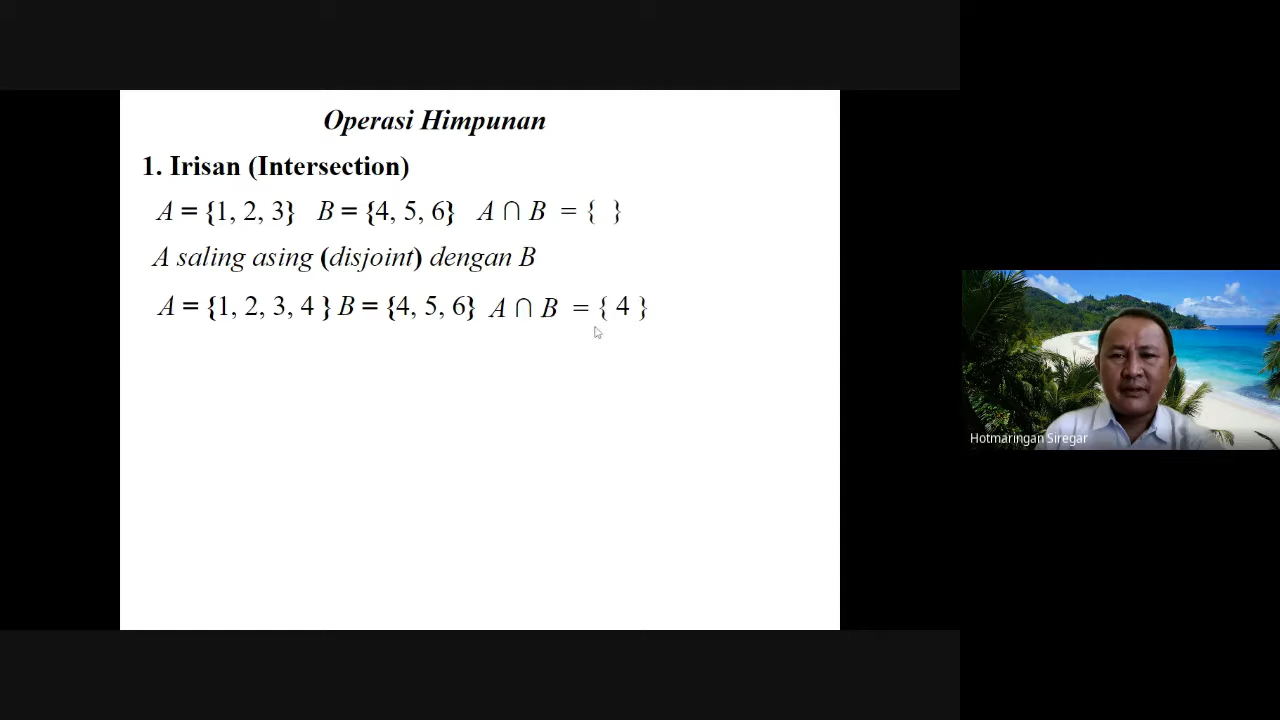 Operasi Himpunan
1. Irisan (Intersection)
A = {1, 2, 3} B = {4, 5, 6} A ∩ B = { }
A saling asing (disjoint) dengan B
A = {1, 2, 3, 4 } B = {4, 5, 6} A ∩ B = { 4 }
Hotmaringan Siregar